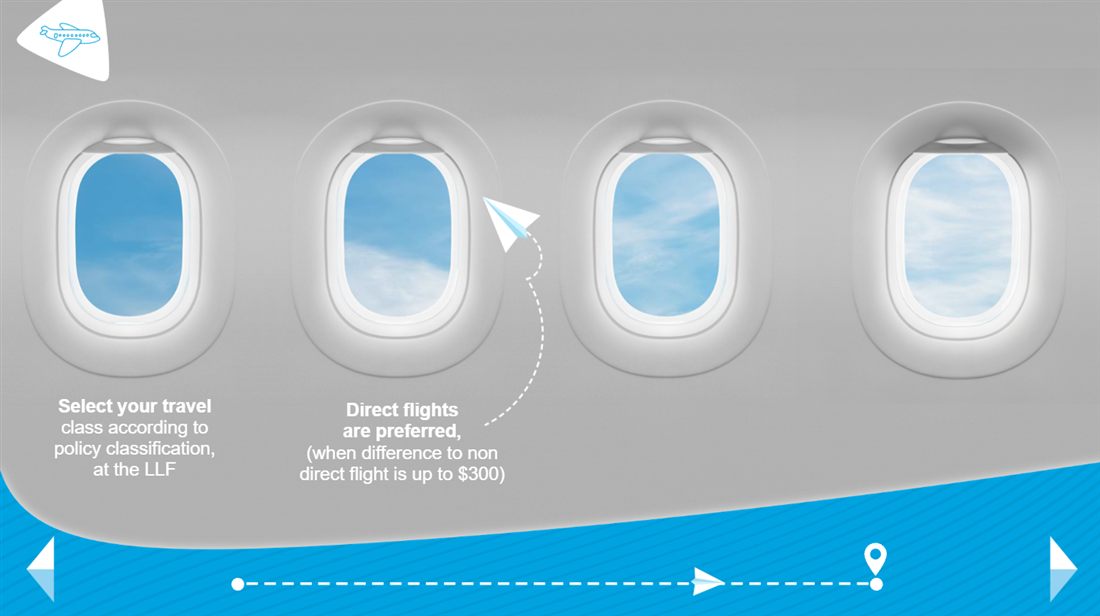 Select your travel
class according to
policy classification,
at the LLF
Direct flights
are preferred,
(when difference to non
direct flight is up to $300)